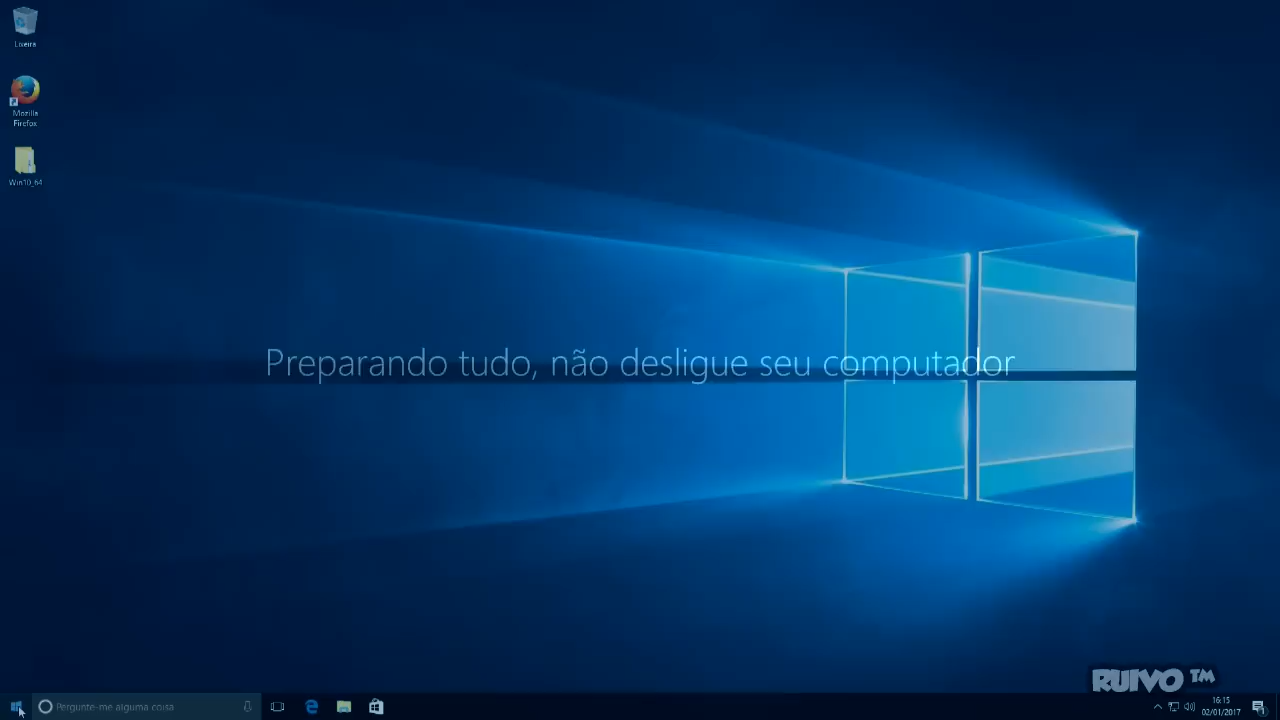 Lixeira
Mozilla
Firefox
Win10_64
Preparando tudo, não desligue seu computador
RUIVO ™
Pergunte-me alguma coisa
16:15
02/01/2017
1